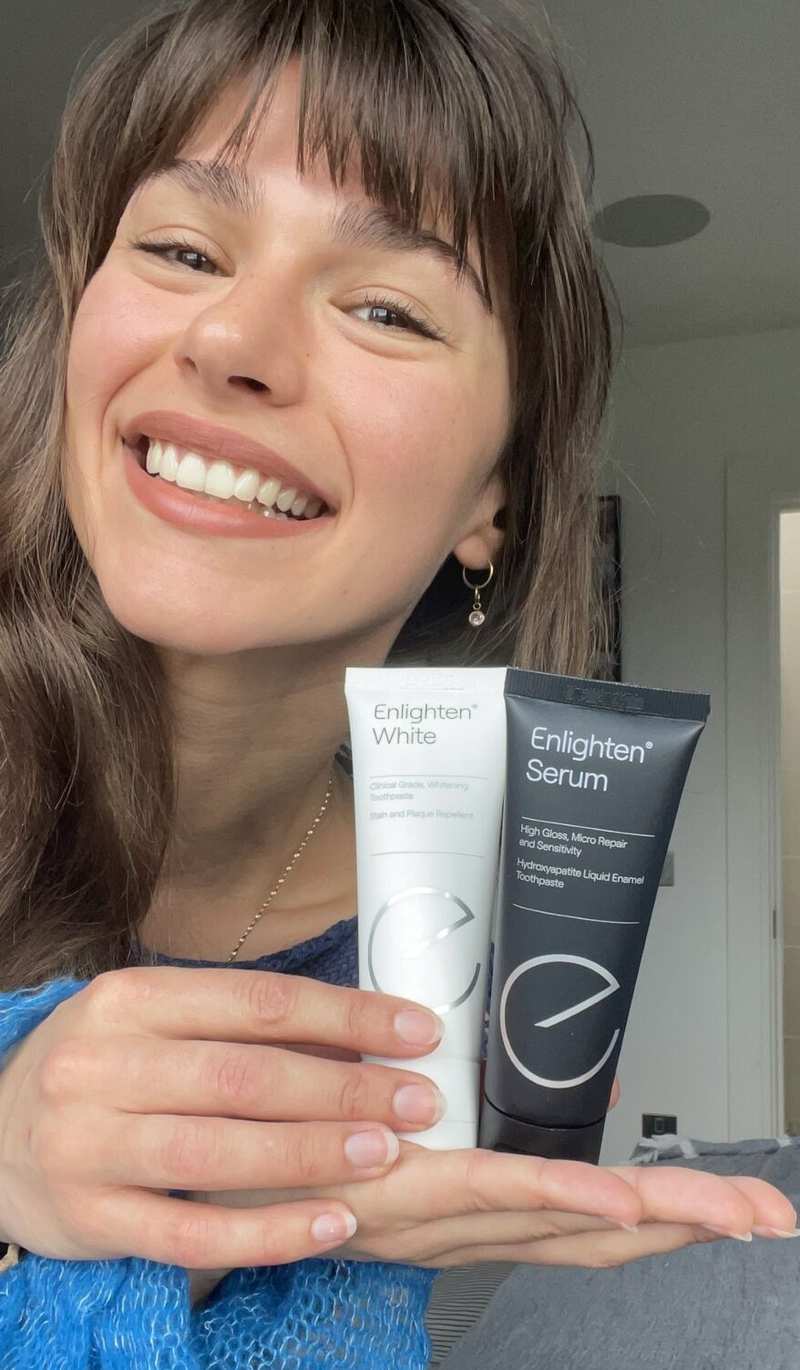 Enlighten®
White
Clinical Grade, Whitening
Toothpaste
Stain and Plaque Repellent
e
Enlighten®
Serum
High Gloss, Micro Repair
and Sensitivity
Hydroxyapatite Liquid Enamel
Toothpaste
e